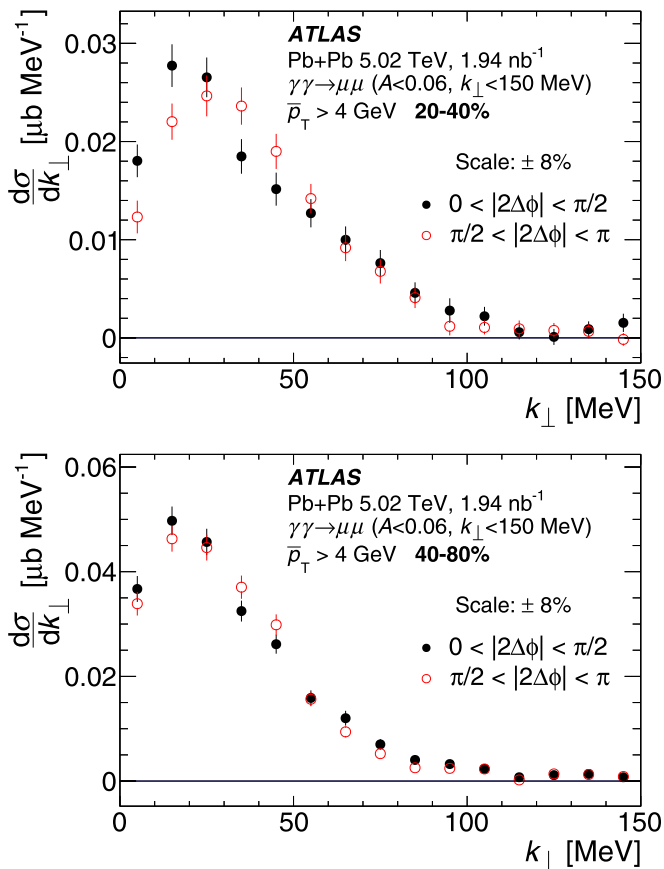 ATLAS
Pb+Pb 5.02 TeV, 1.94 nb⁻¹
γγ→μμ (A<0.06, k⊥<150 MeV)
p̅T > 4 GeV 20-40%
Scale: ± 8%
0 < |2Δϕ| < π/2
π/2 < |2Δϕ| < π
dσ/dk⊥ [μb MeV⁻¹]
0.03
0.02
0.01
0
0 50 100 150
k⊥ [MeV]
ATLAS
Pb+Pb 5.02 TeV, 1.94 nb⁻¹
γγ→μμ (A<0.06, k⊥<150 MeV)
p̅T > 4 GeV 40-80%
Scale: ± 8%
0 < |2Δϕ| < π/2
π/2 < |2Δϕ| < π
dσ/dk⊥ [μb MeV⁻¹]
0.06
0.04
0.02
0
0 50 100 150
k⊥ [MeV]